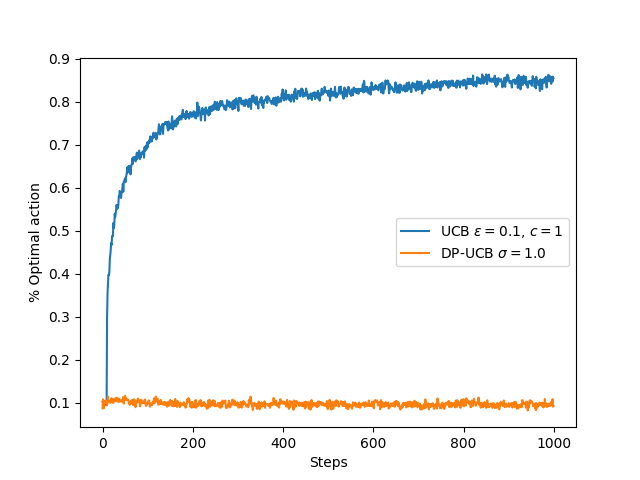 0.9
0.8
0.7
0.6
0.5
0.4
0.3
0.2
0.1
% Optimal action
UCB ε = 0.1, c = 1
DP-UCB σ = 1.0
0 200 400 600 800 1000
Steps